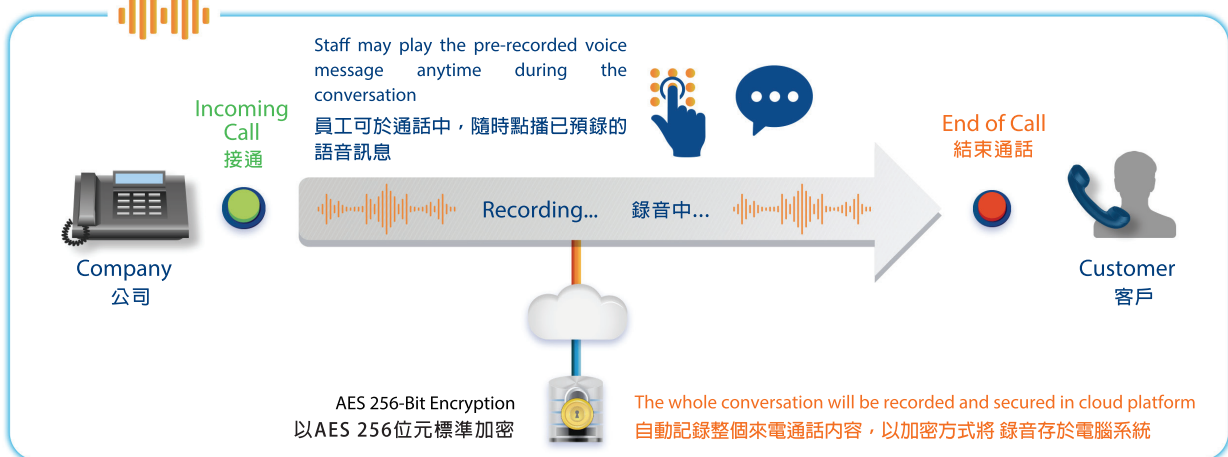 Staff may play the pre-recorded voice
message anytime during the
conversation
員工可於通話中，隨時點播已預錄的
語音訊息
Incoming
Call
接通
End of Call
結束通話
Recording... 錄音中...
Company
公司
Customer
客戶
AES 256-Bit Encryption
以AES 256位元標準加密
The whole conversation will be recorded and secured in cloud platform
自動記錄整個來電通話内容，以加密方式將 錄音存於電腦系統